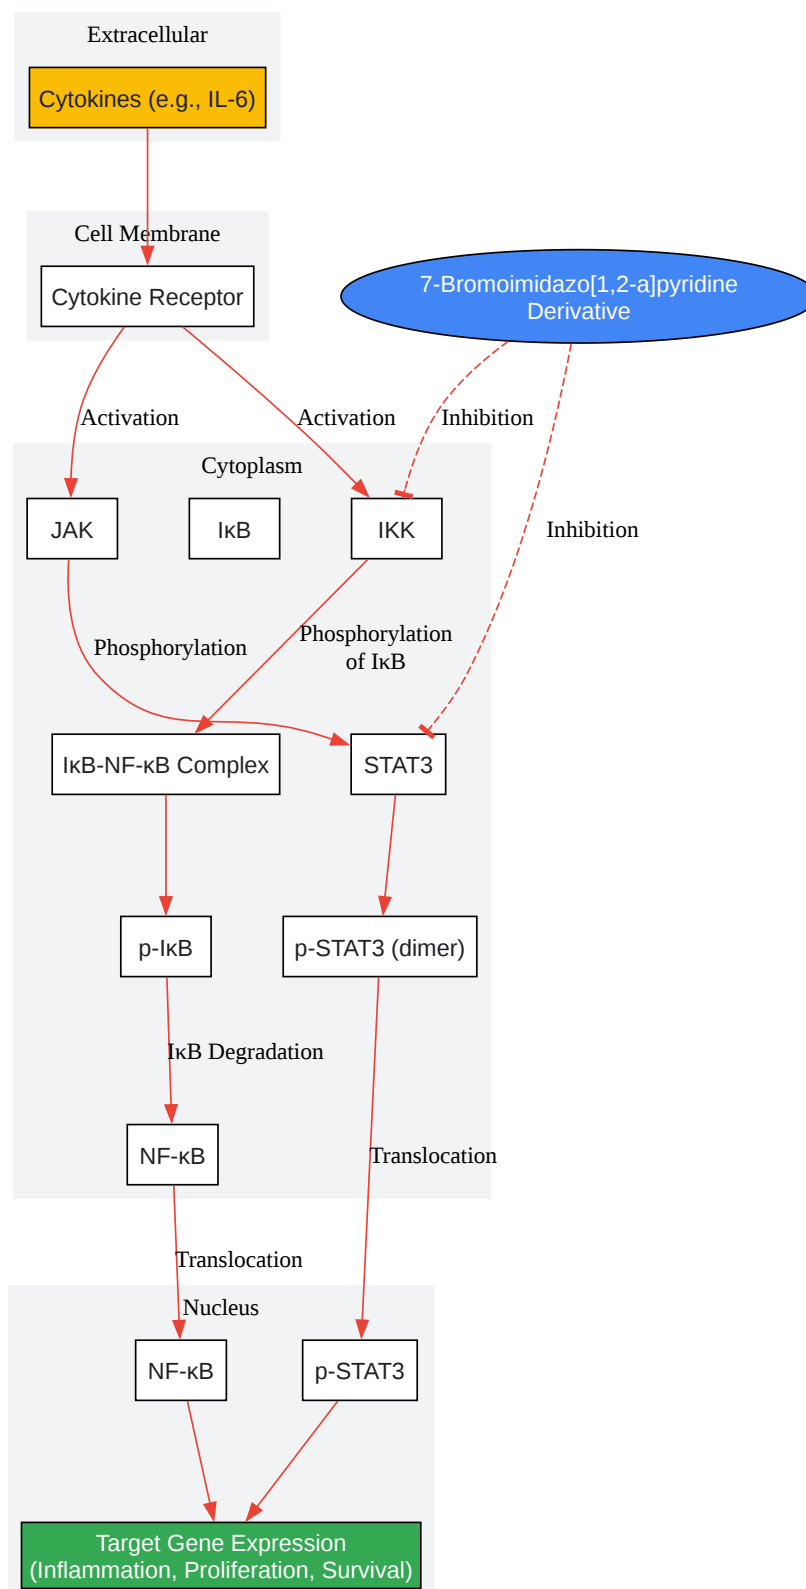 Extracellular
Cytokines (e.g., IL-6)
Cell Membrane
Cytokine Receptor
7-Bromoimidazo[1,2-a]pyridine
Derivative
Activation
Activation
Inhibition
Cytoplasm
JAK
IκB
IKK
Inhibition
Phosphorylation
Phosphorylation
of IκB
IκB-NF-κB Complex
STAT3
p-IκB
p-STAT3 (dimer)
IκB Degradation
NF-κB
Translocation
Translocation
Nucleus
NF-κB
p-STAT3
Target Gene Expression
(Inflammation, Proliferation, Survival)